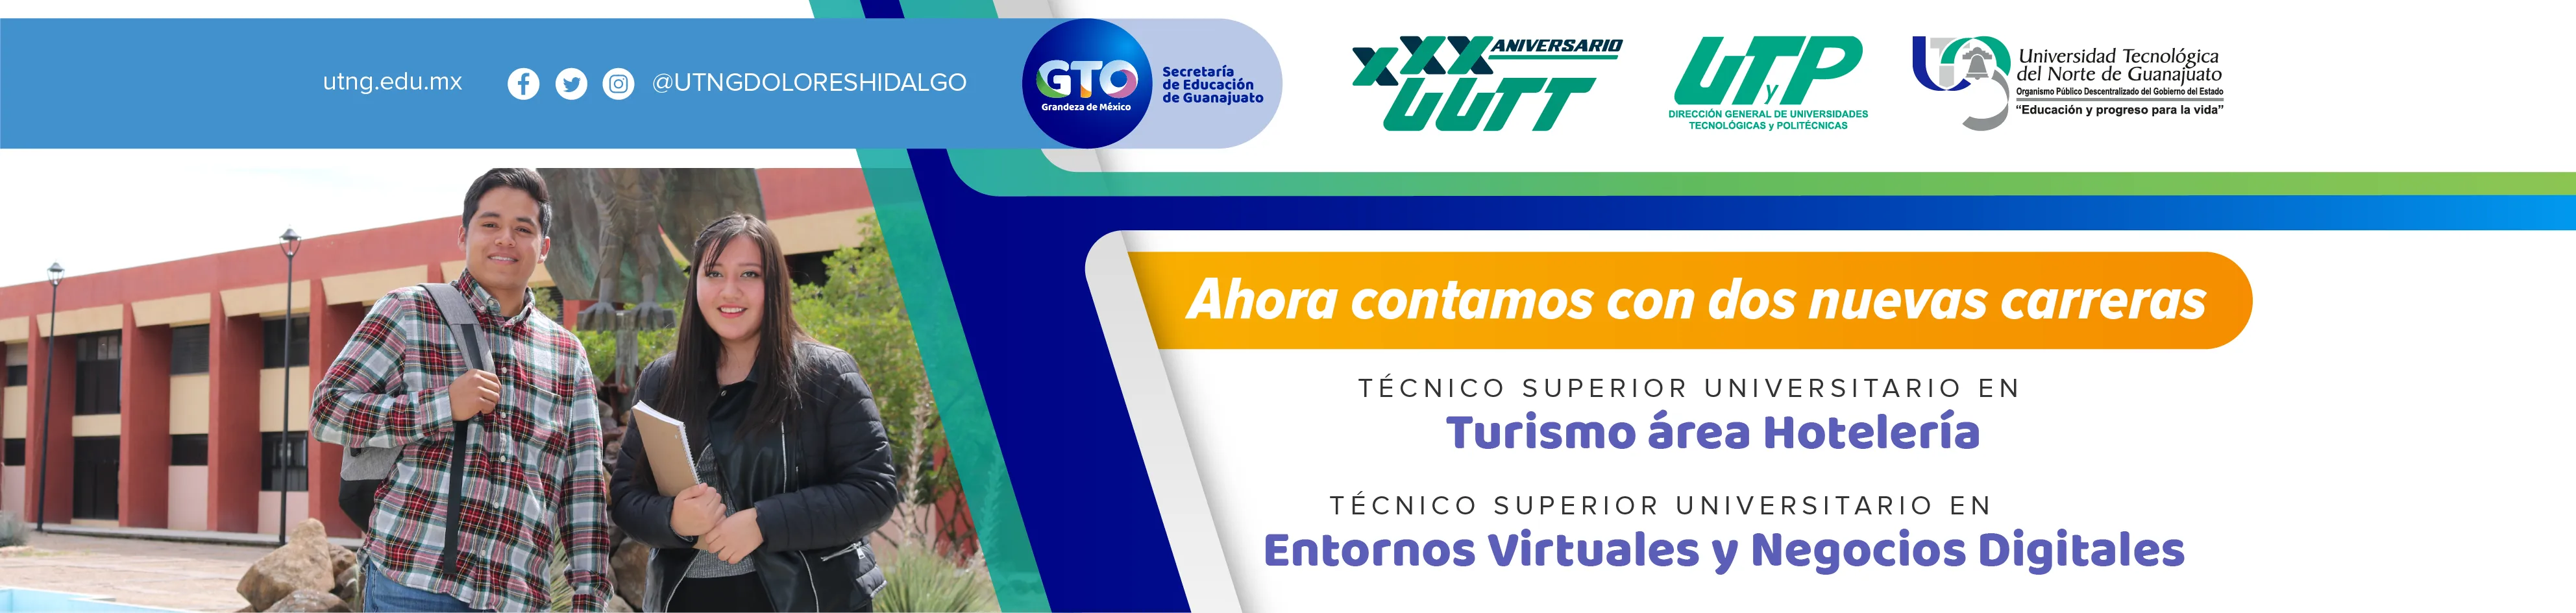 utng.edu.mx
@UTNGDOLORESHIDALGO
GTO
Grandeza de México
Secretaría
de Educación
de Guanajuato
XXX ANIVERSARIO
UUTT
UTyP
DIRECCIÓN GENERAL DE UNIVERSIDADES
TECNOLÓGICAS y POLITÉCNICAS
Universidad Tecnológica
del Norte de Guanajuato
Organismo Público Descentralizado del Gobierno del Estado
“Educación y progreso para la vida”
Ahora contamos con dos nuevas carreras
TÉCNICO SUPERIOR UNIVERSITARIO EN
Turismo área Hotelería
TÉCNICO SUPERIOR UNIVERSITARIO EN
Entornos Virtuales y Negocios Digitales